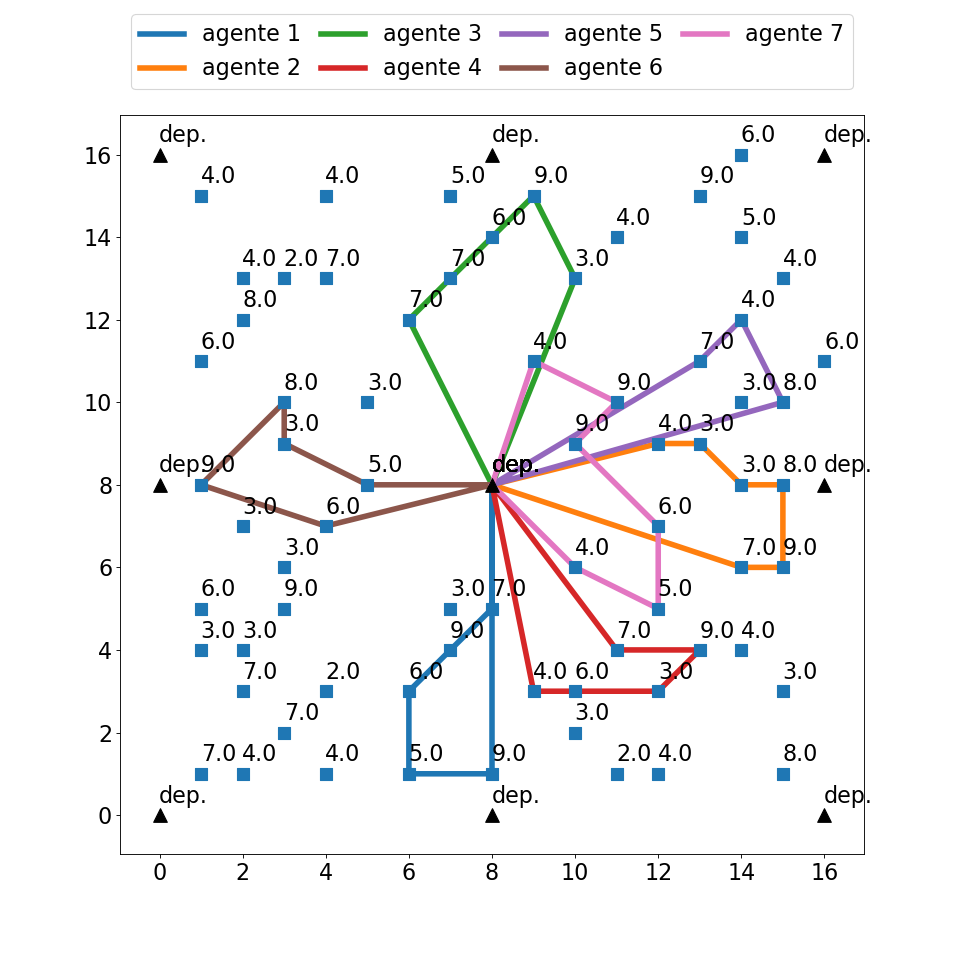 agente 1 agente 3 agente 5 agente 7
agente 2 agente 4 agente 6
dep. dep. 6.0 dep.
16
4.0 4.0 5.0 9.0 9.0
6.0 4.0 5.0
14
4.0 2.0 7.0 7.0 3.0 4.0
8.0 7.0 4.0
12
6.0 4.0 7.0 6.0
8.0 3.0 9.0 3.0 8.0
10
3.0 9.0 4.0 3.0
dep. 9.0 5.0 dep. 3.0 8.0 dep.
8
3.0 6.0 6.0
3.0 4.0 7.0 9.0
6
6.0 9.0 3.0 7.0 5.0
3.0 3.0 9.0 7.0 9.0 4.0
4
7.0 2.0 6.0 4.0 6.0 3.0 3.0
7.0 3.0
2
7.0 4.0 4.0 5.0 9.0 2.0 4.0 8.0
dep. dep. dep.
0
0 2 4 6 8 10 12 14 16